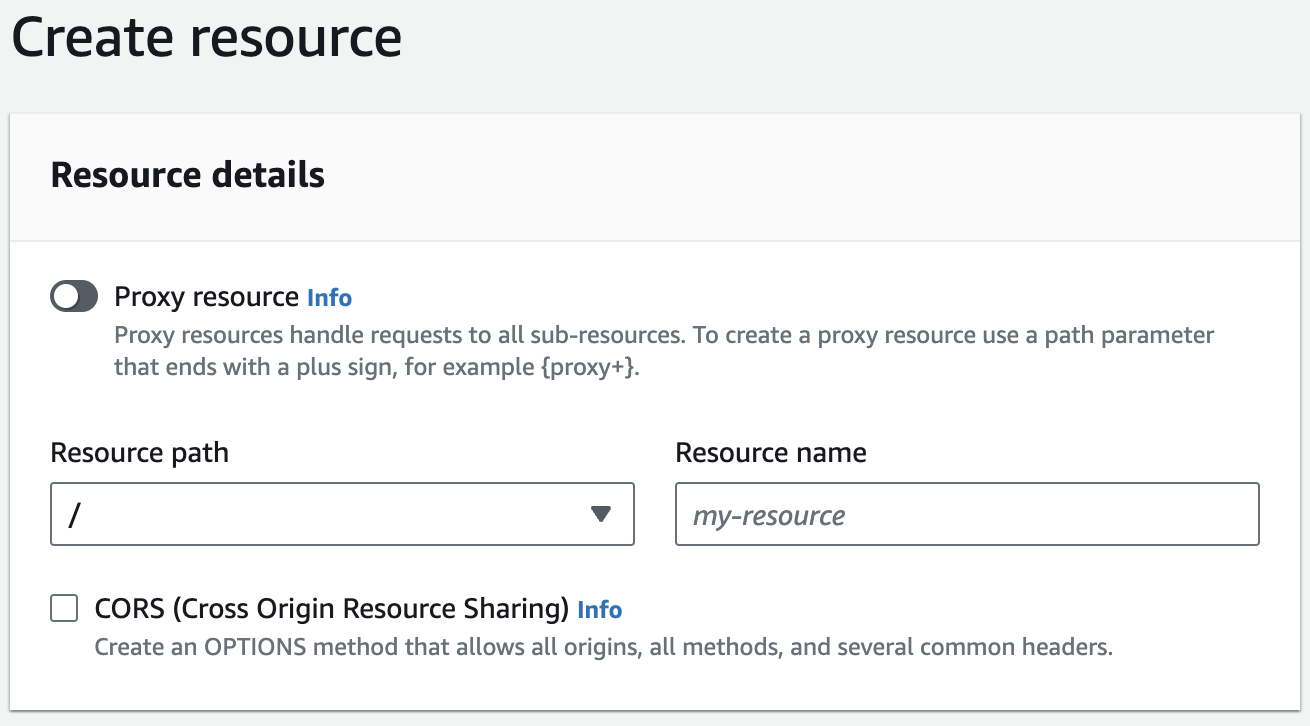 Create resource
Resource details
Proxy resource Info
Proxy resources handle requests to all sub-resources. To create a proxy resource use a path parameter
that ends with a plus sign, for example {proxy+}.
Resource path
/
Resource name
my-resource
CORS (Cross Origin Resource Sharing) Info
Create an OPTIONS method that allows all origins, all methods, and several common headers.